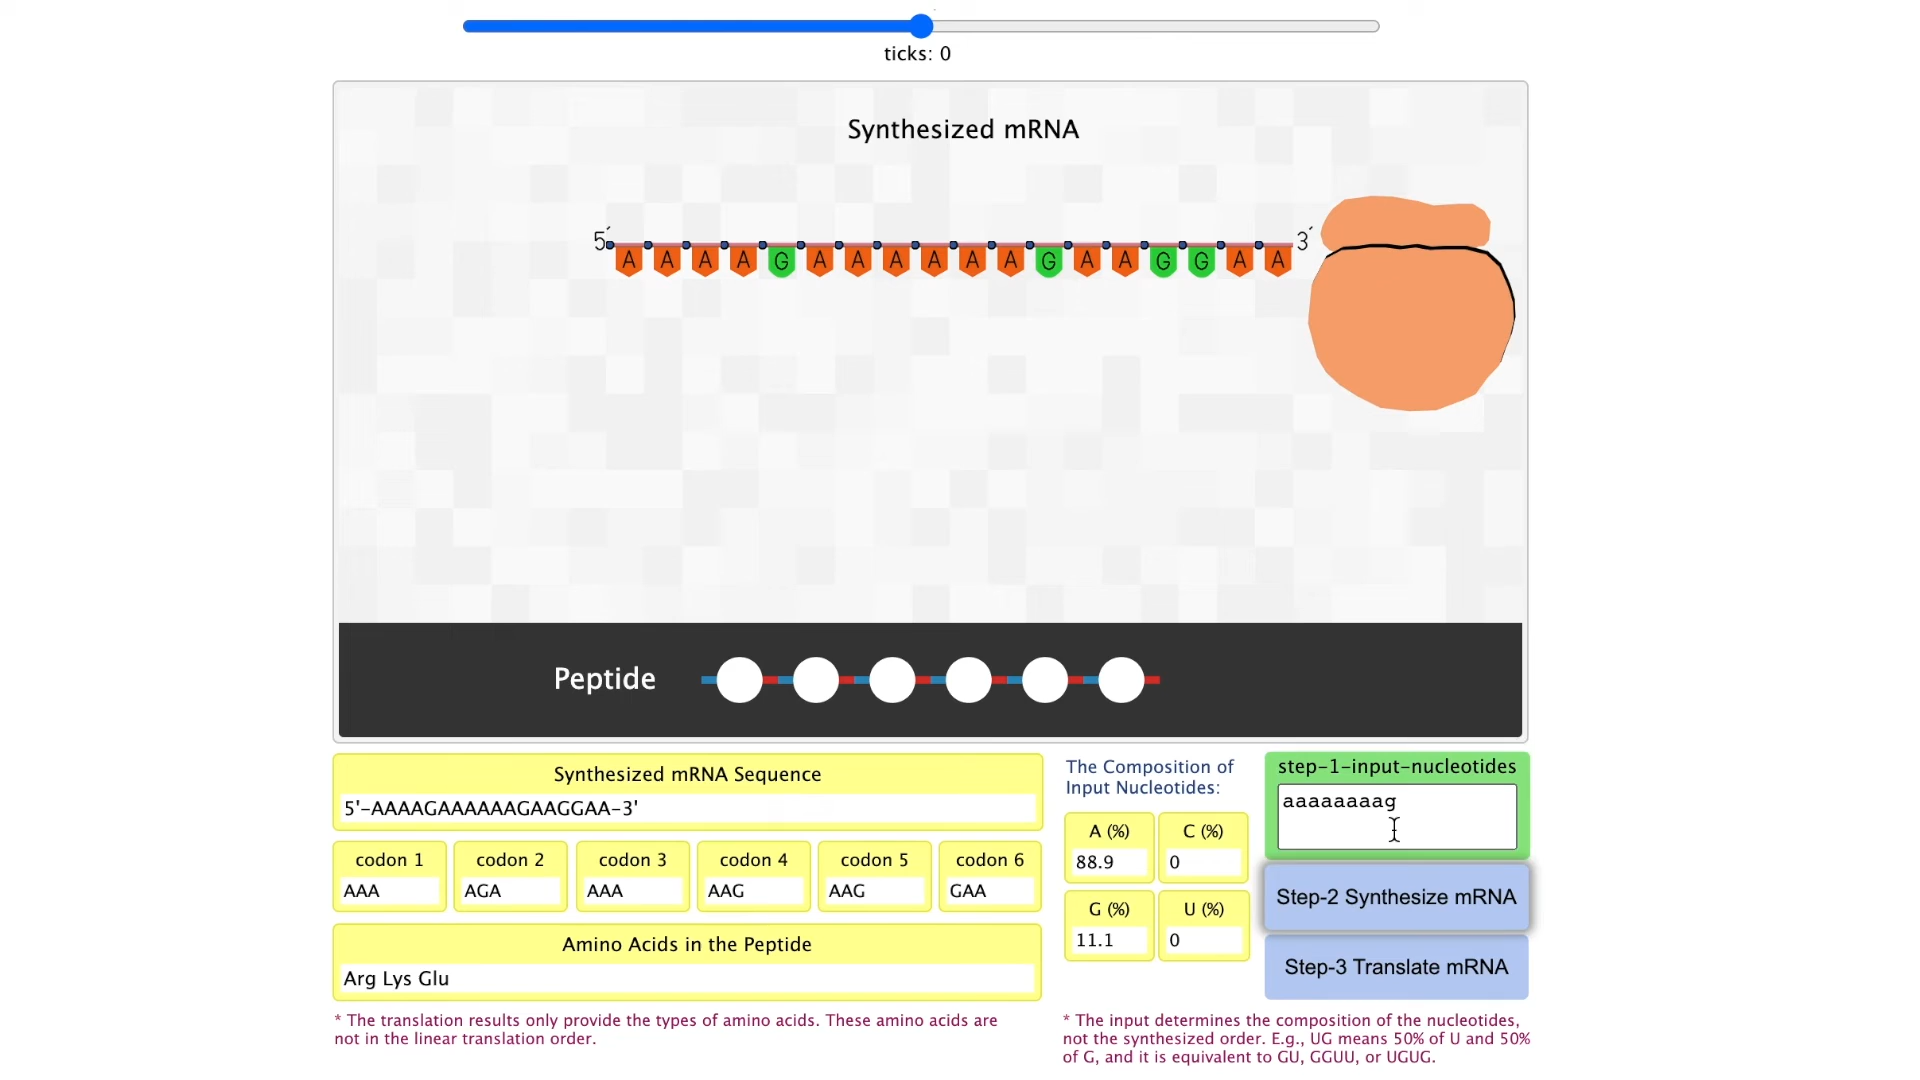 ticks: 0
Synthesized mRNA
5´ A A A A G A A A A A A G A A G G A A 3´
Peptide
Synthesized mRNA Sequence
5'-AAAAGAAAAAAGAAGGAA-3'
codon 1 codon 2 codon 3 codon 4 codon 5 codon 6
AAA AGA AAA AAG AAG GAA
Amino Acids in the Peptide
Arg Lys Glu
* The translation results only provide the types of amino acids. These amino acids are
not in the linear translation order.
The Composition of
Input Nucleotides:
A (%) C (%)
88.9 0
G (%) U (%)
11.1 0
step-1-input-nucleotides
aaaaaaaag
Step-2 Synthesize mRNA
Step-3 Translate mRNA
* The input determines the composition of the nucleotides,
not the synthesized order. E.g., UG means 50% of U and 50%
of G, and it is equivalent to GU, GGUU, or UGUG.